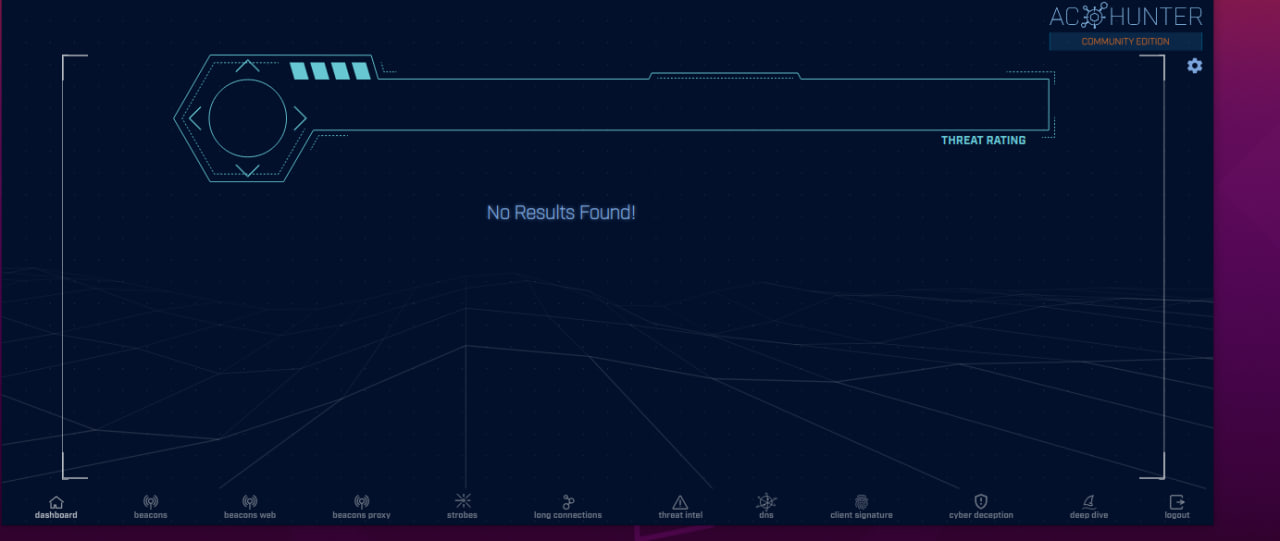 AC HUNTER
COMMUNITY EDITION
THREAT RATING
No Results Found!
dashboard
beacons
beacons web
beacons proxy
strobes
long connections
threat intel
dns
client signature
cyber deception
deep dive
logout